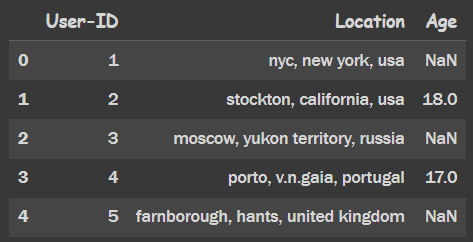 User-ID Location Age
0 1 nyc, new york, usa NaN
1 2 stockton, california, usa 18.0
2 3 moscow, yukon territory, russia NaN
3 4 porto, v.n.gaia, portugal 17.0
4 5 farnborough, hants, united kingdom NaN